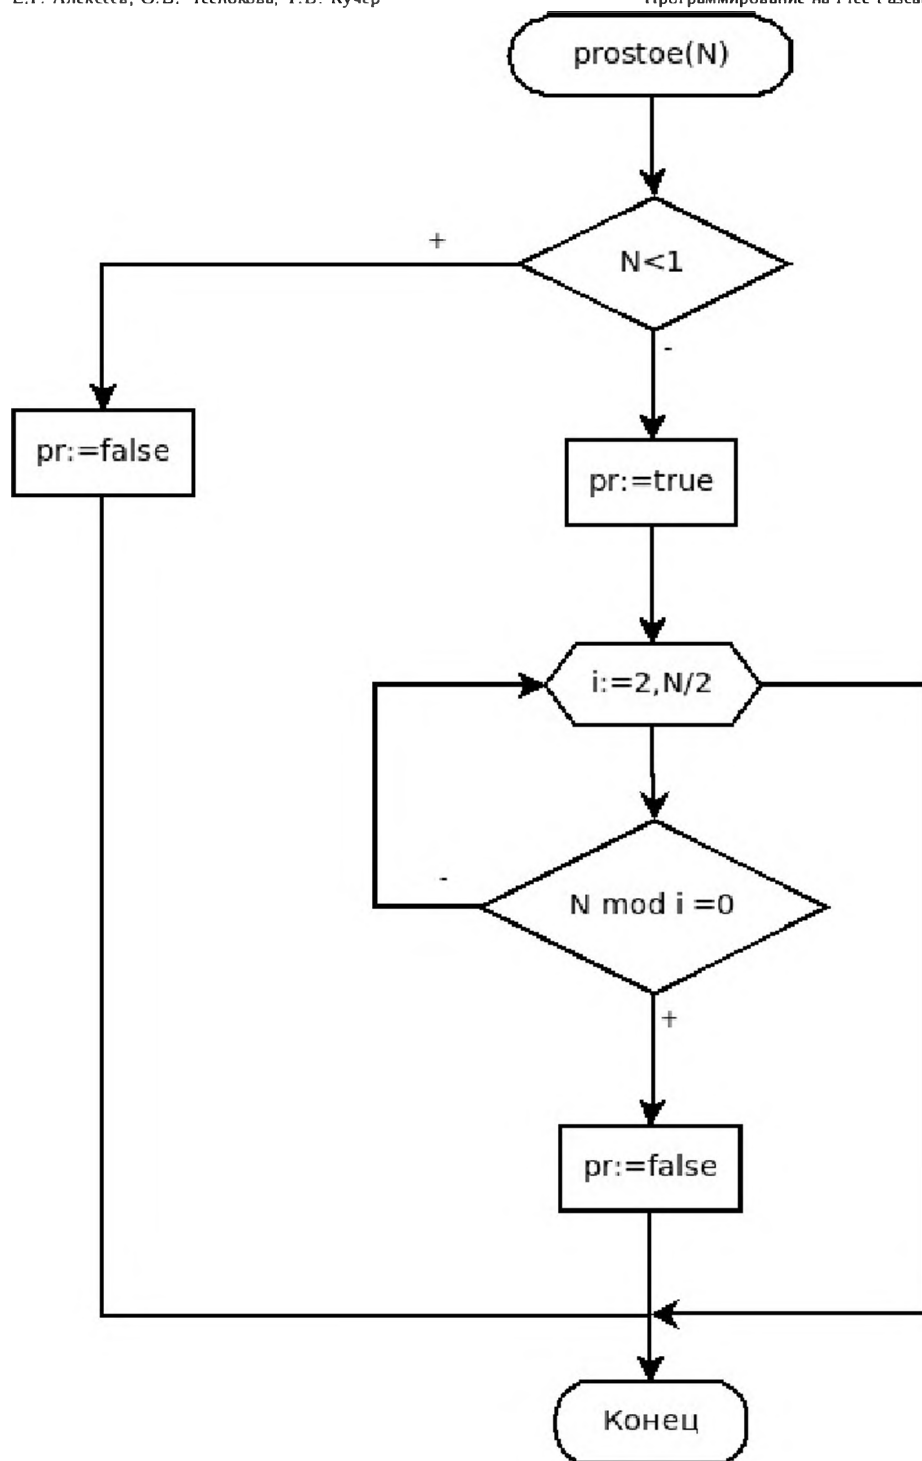 prostoe(N)
+
N<1
-
pr:=false
pr:=true
i:=2,N/2
-
N mod i =0
+
pr:=false
Конец